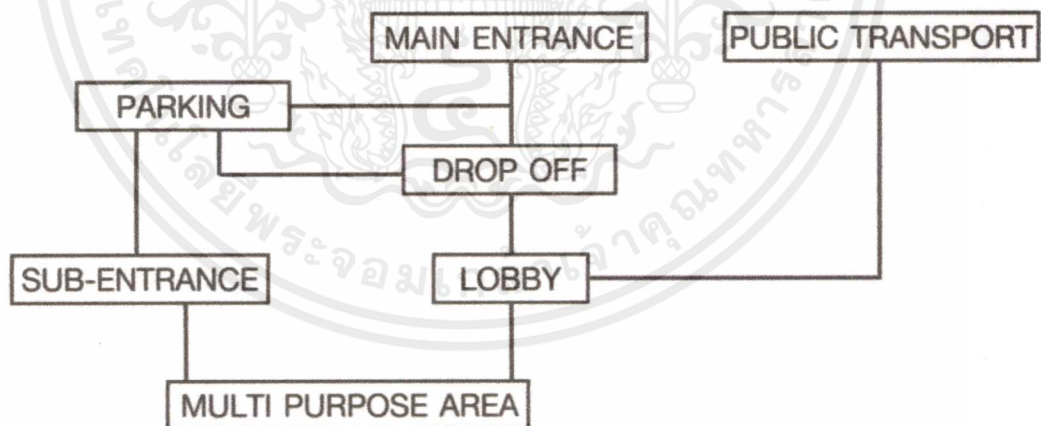 MAIN ENTRANCE
PUBLIC TRANSPORT
PARKING
DROP OFF
SUB-ENTRANCE
LOBBY
MULTI PURPOSE AREA